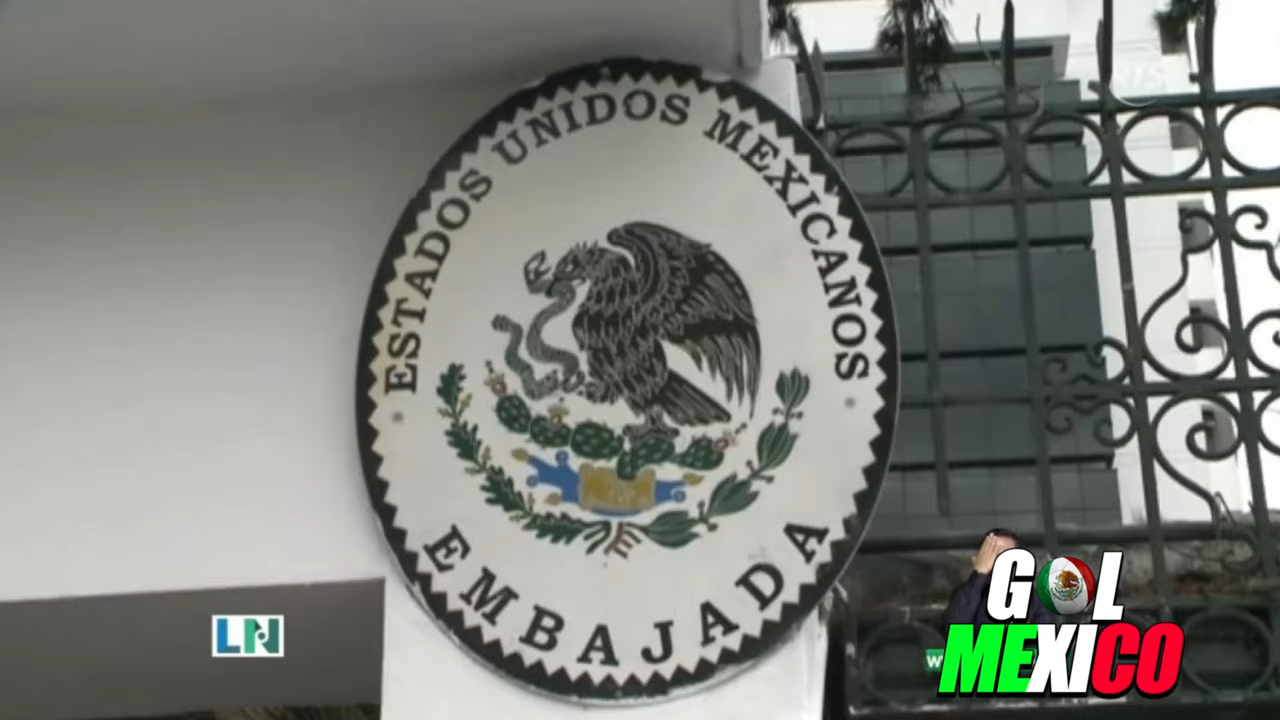 ESTADOS UNIDOS MEXICANOS
EMBAJADA
LN
GOL
MEXICO